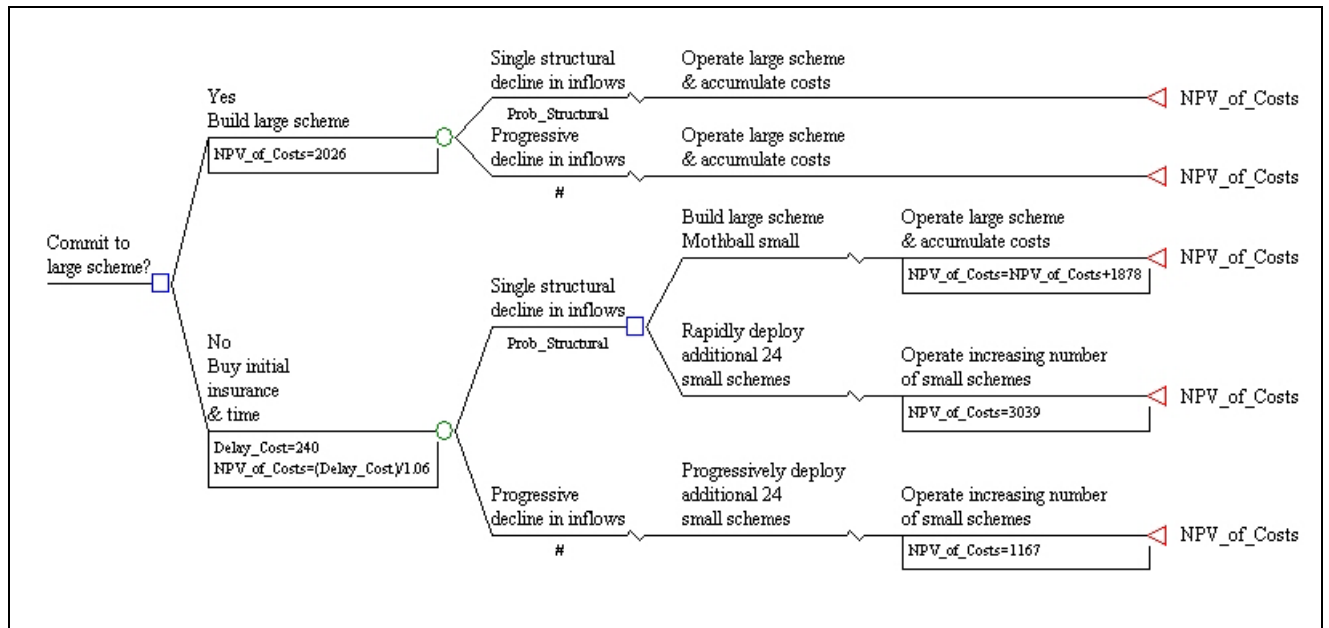 Commit to
large scheme?
Yes
Build large scheme
NPV_of_Costs=2026
Single structural
decline in inflows
Prob_Structural
Operate large scheme
& accumulate costs
NPV_of_Costs
Progressive
decline in inflows
#
Operate large scheme
& accumulate costs
NPV_of_Costs
No
Buy initial
insurance
& time
Delay_Cost=240
NPV_of_Costs=(Delay_Cost)/1.06
Single structural
decline in inflows
Prob_Structural
Build large scheme
Mothball small
Operate large scheme
& accumulate costs
NPV_of_Costs=NPV_of_Costs+1878
NPV_of_Costs
Rapidly deploy
additional 24
small schemes
Operate increasing number
of small schemes
NPV_of_Costs=3039
NPV_of_Costs
Progressive
decline in inflows
#
Progressively deploy
additional 24
small schemes
Operate increasing number
of small schemes
NPV_of_Costs=1167
NPV_of_Costs